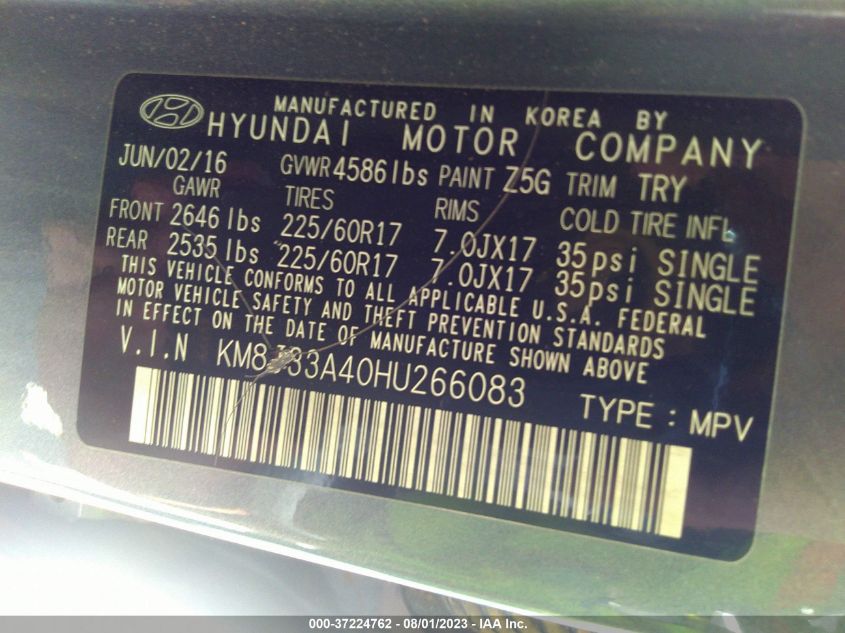 MANUFACTURED IN KOREA BY
HYUNDAI MOTOR COMPANY
JUN/02/16 GVWR 4586 lbs PAINT Z5G TRIM TRY
GAWR TIRES RIMS COLD TIRE INFL
FRONT 2646 lbs 225/60R17 7.0JX17 35psi SINGLE
REAR 2535 lbs 225/60R17 7.0JX17 35psi SINGLE
THIS VEHICLE CONFORMS TO ALL APPLICABLE U.S.A. FEDERAL
MOTOR VEHICLE SAFETY AND THEFT PREVENTION STANDARDS
IN EFFECT ON THE DATE OF MANUFACTURE SHOWN ABOVE
V.I.N KM8J33A40HU266083
TYPE : MPV
000-37224762 - 08/01/2023 - IAA Inc.